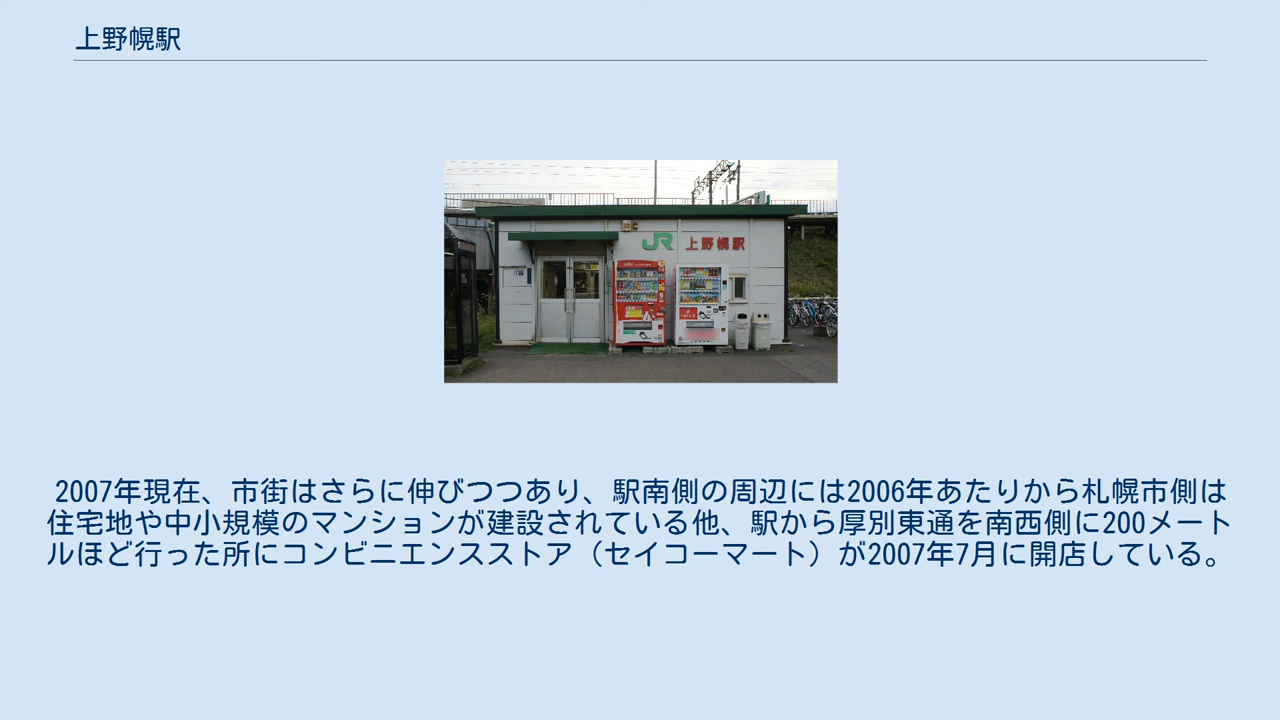 上野幌駅
JR 上野幌駅
2007年現在、市街はさらに伸びつつあり、駅南側の周辺には2006年あたりから札幌市側は
住宅地や中小規模のマンションが建設されている他、駅から厚別東通を南西側に200メート
ルほど行った所にコンビニエンスストア（セイコーマート）が2007年7月に開店している。